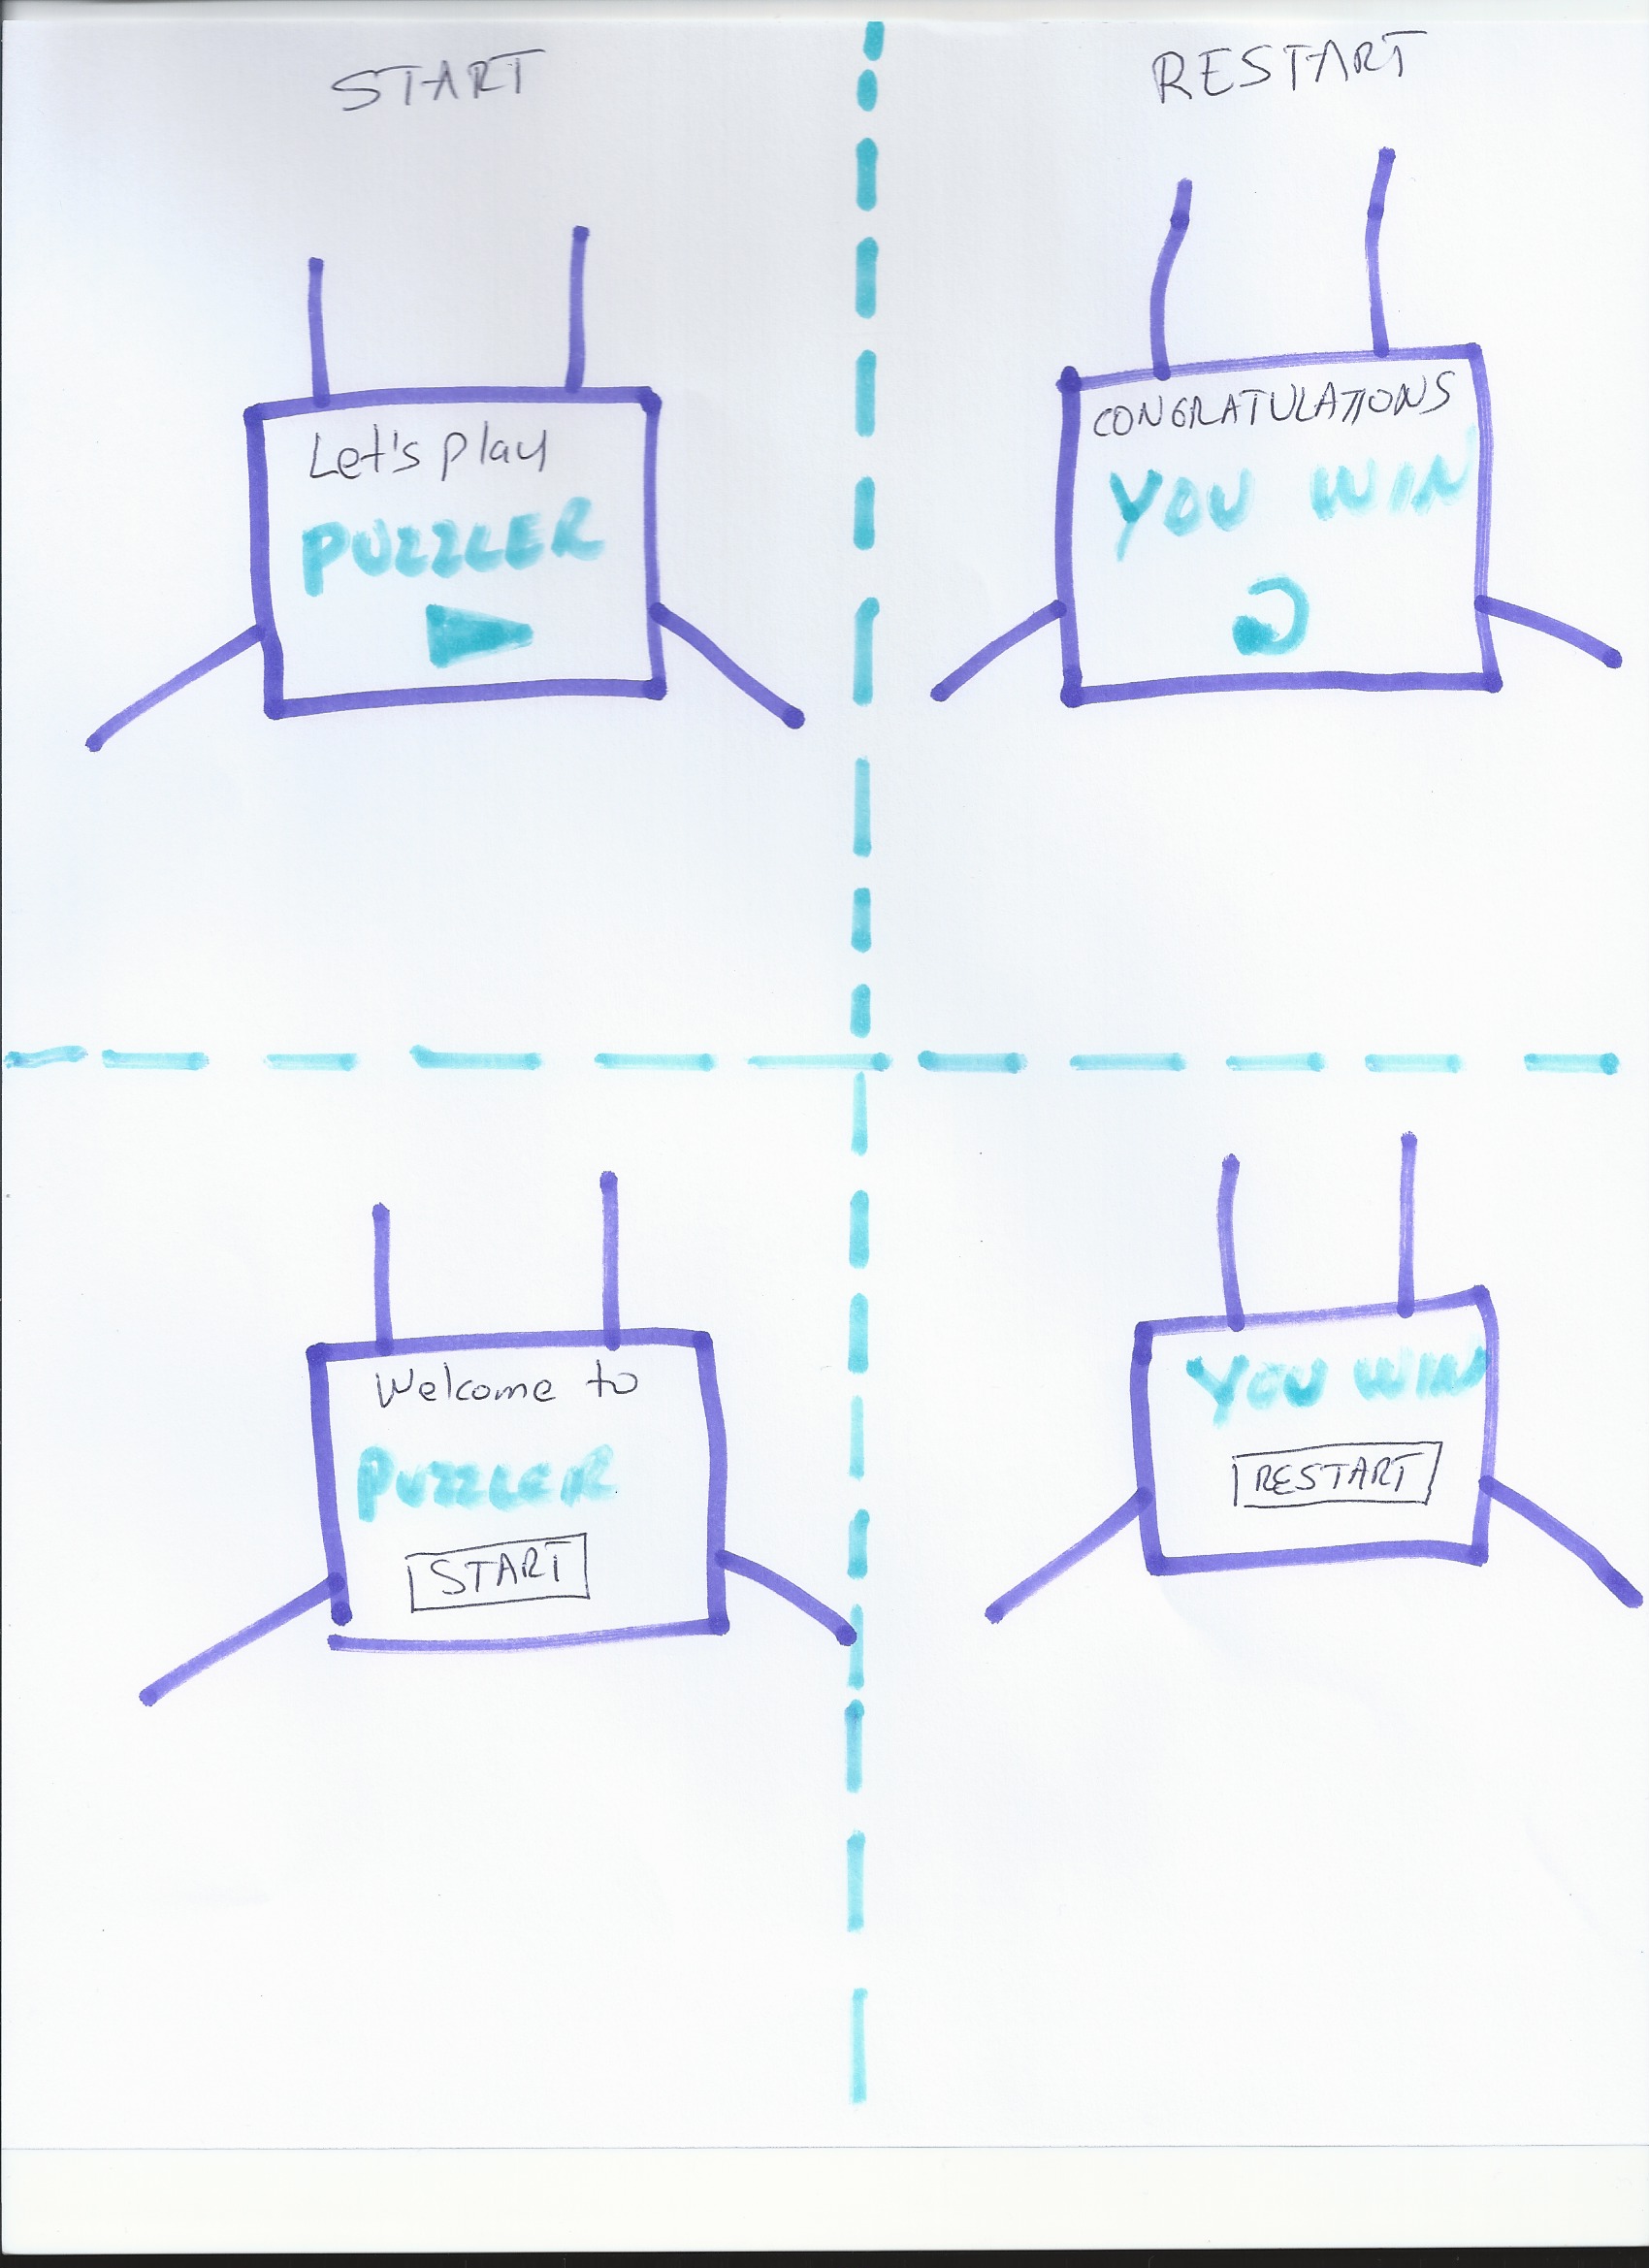 START
RESTART
Let's play
PUZZLER
CONGRATULATIONS
YOU WIN
Welcome to
PUZZLER
START
YOU WIN
RESTART